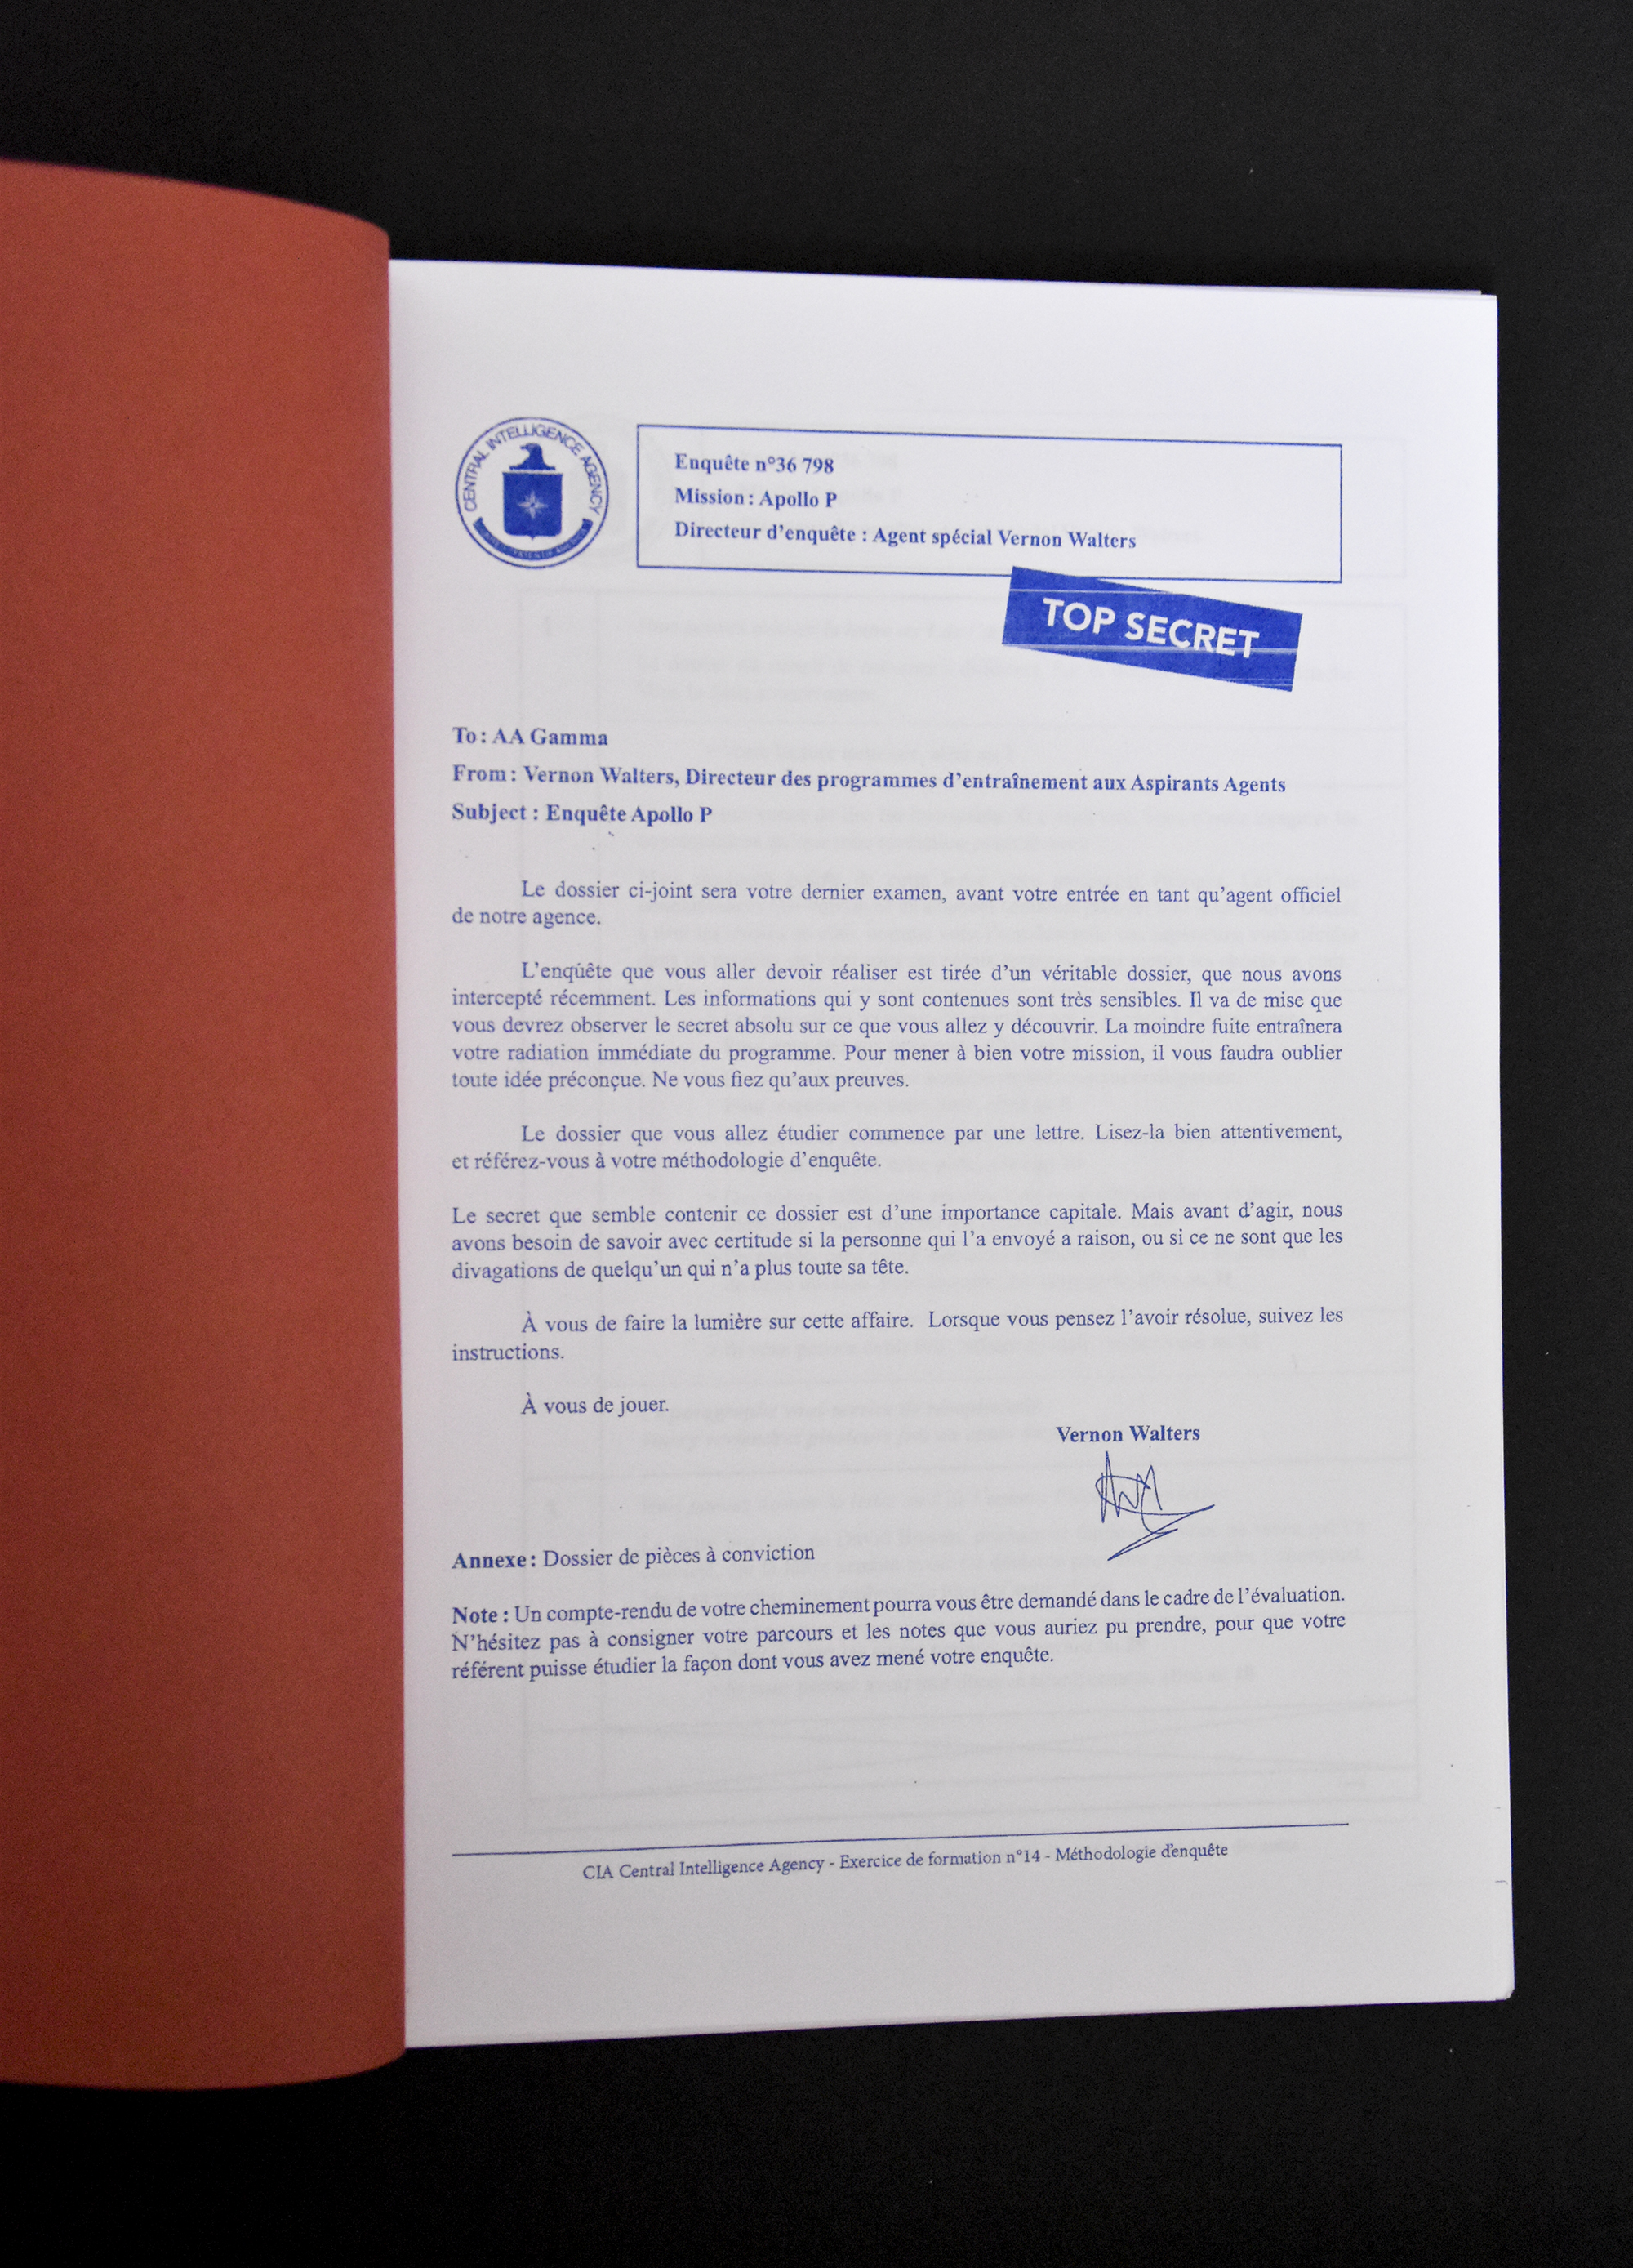 CENTRAL INTELLIGENCE AGENCY
Enquête n°36 798
Mission : Apollo P
Directeur d'enquête : Agent spécial Vernon Walters
TOP SECRET
To : AA Gamma
From : Vernon Walters, Directeur des programmes d'entraînement aux Aspirants Agents
Subject : Enquête Apollo P
Le dossier ci-joint sera votre dernier examen, avant votre entrée en tant qu'agent officiel
de notre agence.
L'enquête que vous aller devoir réaliser est tirée d'un véritable dossier, que nous avons
intercepté récemment. Les informations qui y sont contenues sont très sensibles. Il va de mise que
vous devrez observer le secret absolu sur ce que vous allez y découvrir. La moindre fuite entraînera
votre radiation immédiate du programme. Pour mener à bien votre mission, il vous faudra oublier
toute idée préconçue. Ne vous fiez qu'aux preuves.
Le dossier que vous allez étudier commence par une lettre. Lisez-la bien attentivement,
et référez-vous à votre méthodologie d'enquête.
Le secret que semble contenir ce dossier est d'une importance capitale. Mais avant d'agir, nous
avons besoin de savoir avec certitude si la personne qui l'a envoyé a raison, ou si ce ne sont que les
divagations de quelqu'un qui n'a plus toute sa tête.
À vous de faire la lumière sur cette affaire. Lorsque vous pensez l'avoir résolue, suivez les
instructions.
À vous de jouer.
Vernon Walters
Annexe : Dossier de pièces à conviction
Note : Un compte-rendu de votre cheminement pourra vous être demandé dans le cadre de l'évaluation.
N'hésitez pas à consigner votre parcours et les notes que vous auriez pu prendre, pour que votre
référent puisse étudier la façon dont vous avez mené votre enquête.
CIA Central Intelligence Agency - Exercice de formation n°14 - Méthodologie d'enquête